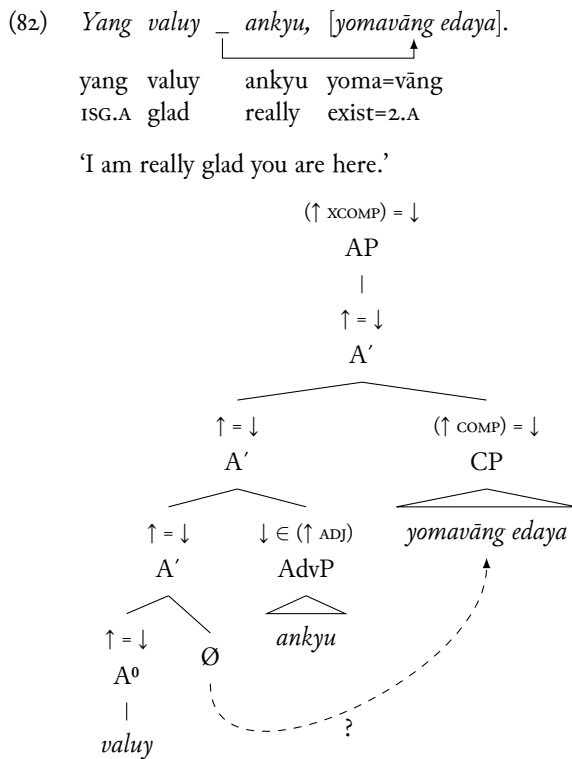 (82) Yang valuy _ ankyu, [yomavāng edaya].
yang valuy ankyu yoma=vāng
1SG.A glad really exist=2.A
‘I am really glad you are here.’
(↑ XCOMP) = ↓
AP
↑ = ↓
A′
↑ = ↓ (↑ COMP) = ↓
A′ CP
↑ = ↓ ↓ ∈ (↑ ADJ) yomavāng edaya
A′ AdvP
↑ = ↓ Ø ankyu
A⁰
valuy ?